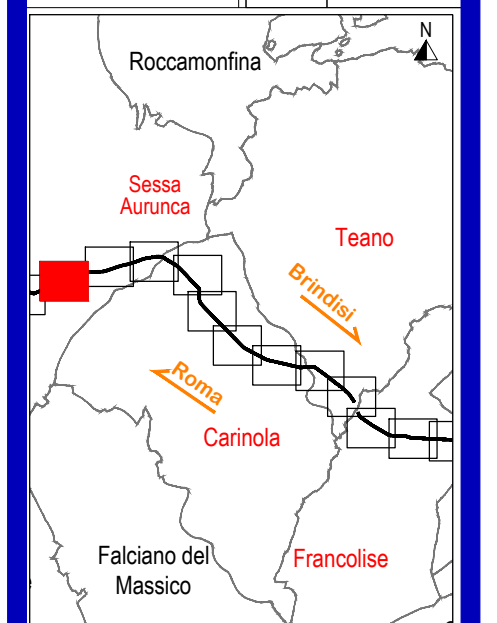 N
Roccamonfina
Sessa
Aurunca
Teano
Brindisi
Roma
Carinola
Falciano del
Massico
Francolise